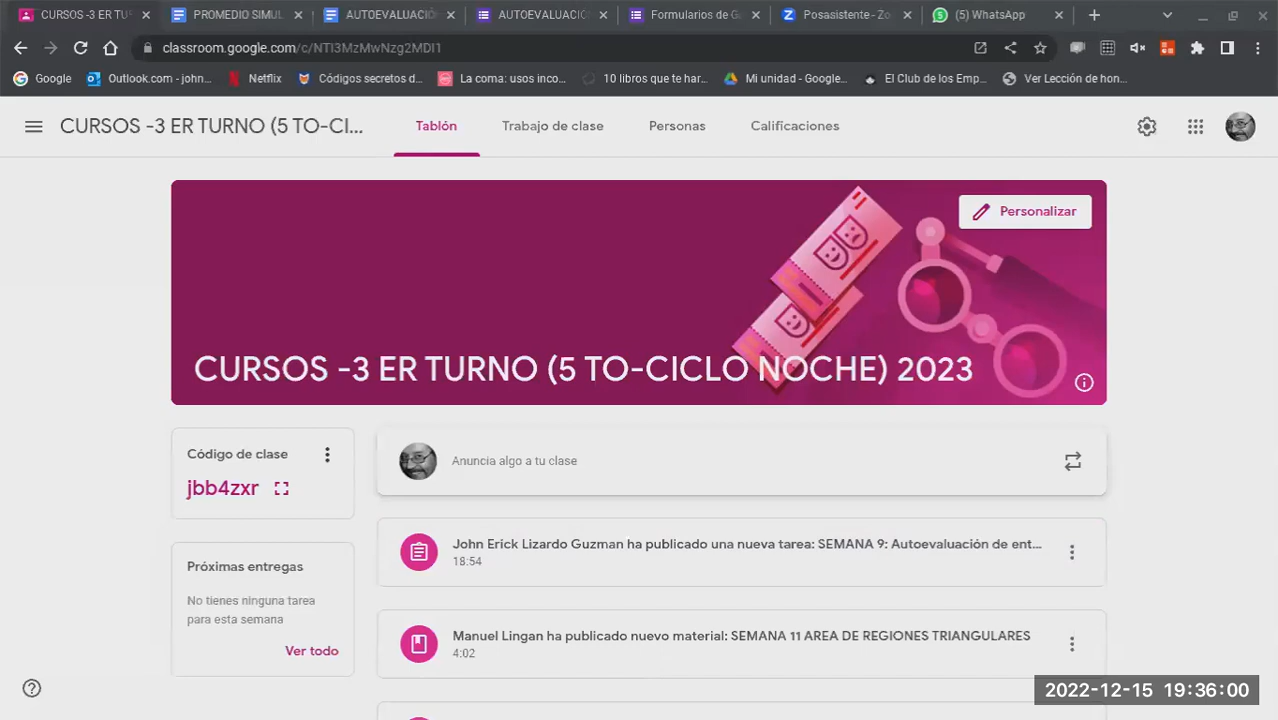 CURSOS -3 ER TU
PROMEDIO SIMUL
AUTOEVALUACIÓ
AUTOEVALUACIÓ
Formularios de G
Posasistente - Zo
(5) WhatsApp
classroom.google.com/c/NTI3MzMwNzg2MDI1
Google
Outlook.com - john...
Netflix
Códigos secretos d...
La coma: usos inco...
10 libros que te har...
Mi unidad - Google...
El Club de los Emp...
Ver Lección de hon...
CURSOS -3 ER TURNO (5 TO-CI...
Tablón
Trabajo de clase
Personas
Calificaciones
Personalizar
CURSOS -3 ER TURNO (5 TO-CICLO NOCHE) 2023
Código de clase
jbb4zxr
Anuncia algo a tu clase
John Erick Lizardo Guzman ha publicado una nueva tarea: SEMANA 9: Autoevaluación de ent...
18:54
Próximas entregas
No tienes ninguna tarea
para esta semana
Ver todo
Manuel Lingan ha publicado nuevo material: SEMANA 11 AREA DE REGIONES TRIANGULARES
4:02
2022-12-15 19:36:00